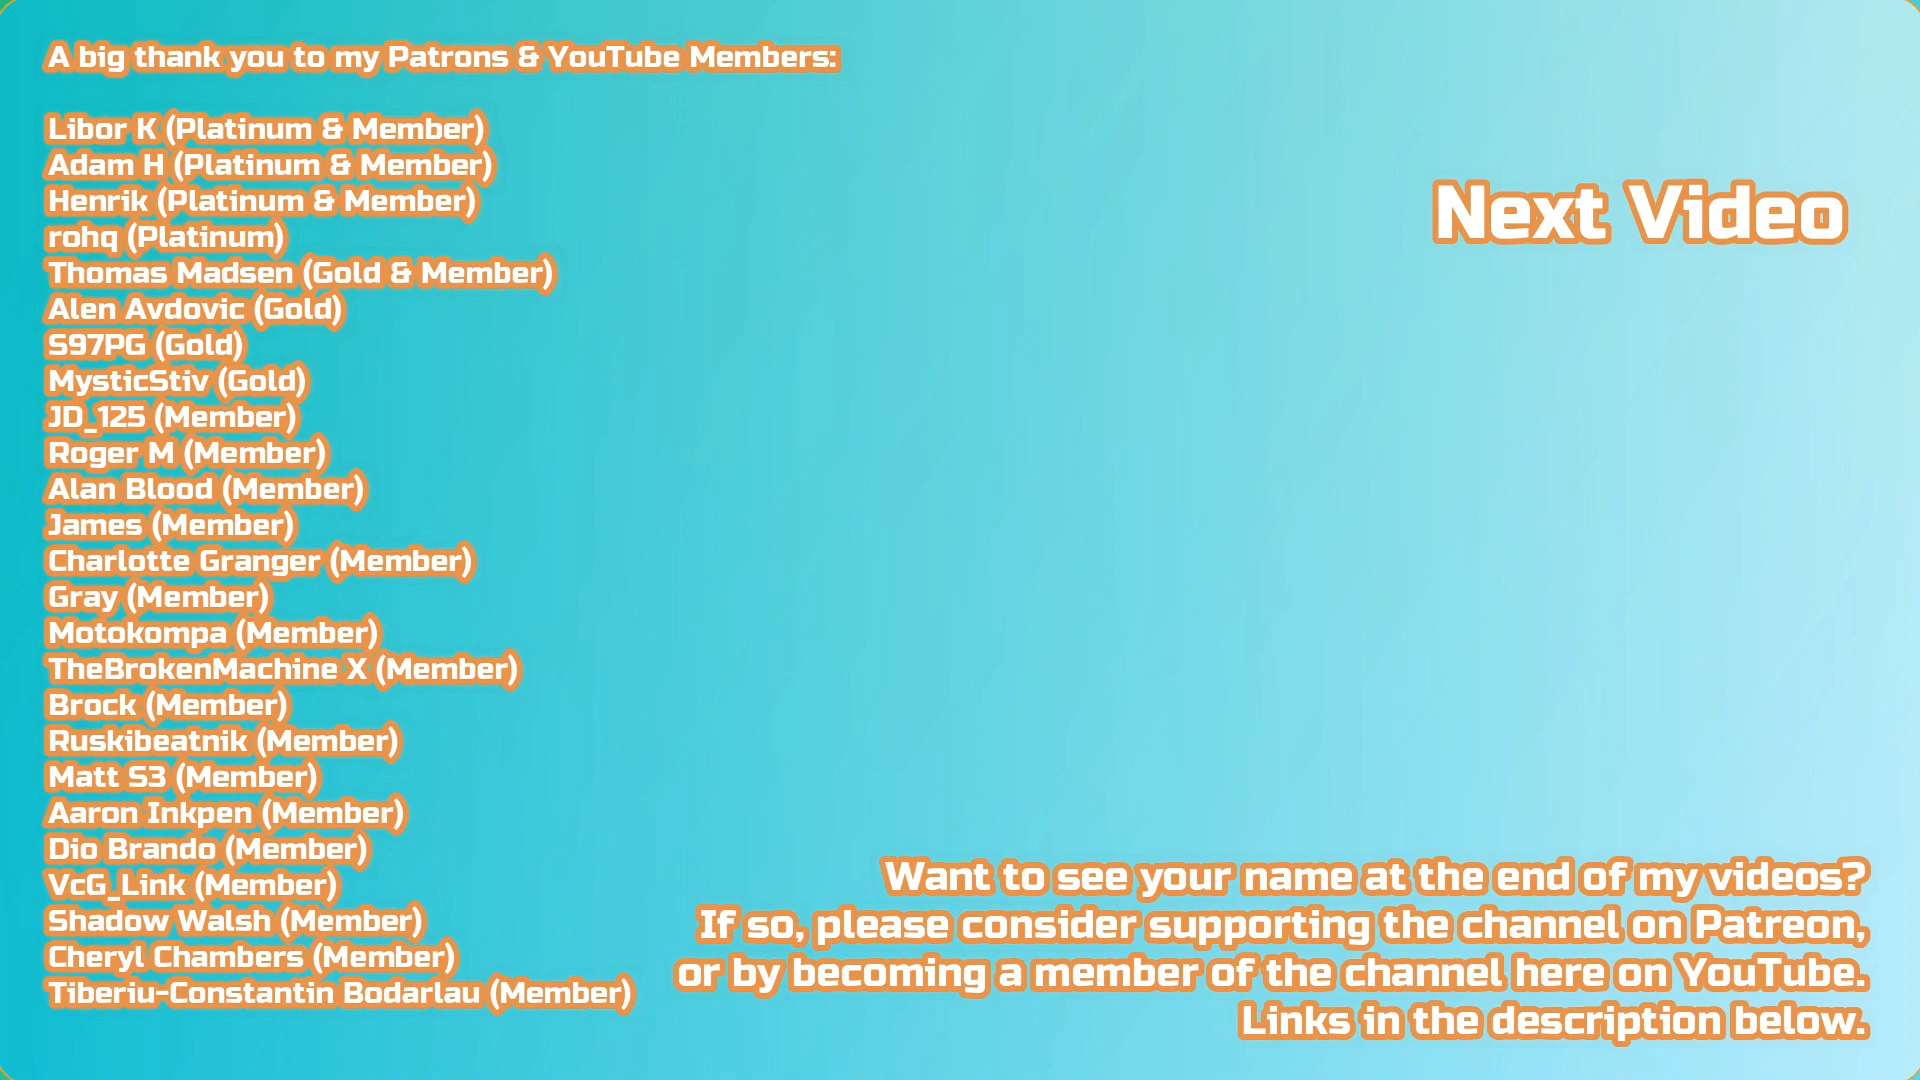 A big thank you to my Patrons & YouTube Members:
Libor K (Platinum & Member)
Adam H (Platinum & Member)
Henrik (Platinum & Member)
rohq (Platinum)
Thomas Madsen (Gold & Member)
Alen Avdovic (Gold)
S97PG (Gold)
MysticStiv (Gold)
JD_125 (Member)
Roger M (Member)
Alan Blood (Member)
James (Member)
Charlotte Granger (Member)
Gray (Member)
Motokompa (Member)
TheBrokenMachine X (Member)
Brock (Member)
Ruskibeatnik (Member)
Matt S3 (Member)
Aaron Inkpen (Member)
Dio Brando (Member)
VcG_Link (Member)
Shadow Walsh (Member)
Cheryl Chambers (Member)
Tiberiu-Constantin Bodarlau (Member)
Next Video
Want to see your name at the end of my videos?
If so, please consider supporting the channel on Patreon,
or by becoming a member of the channel here on YouTube.
Links in the description below.